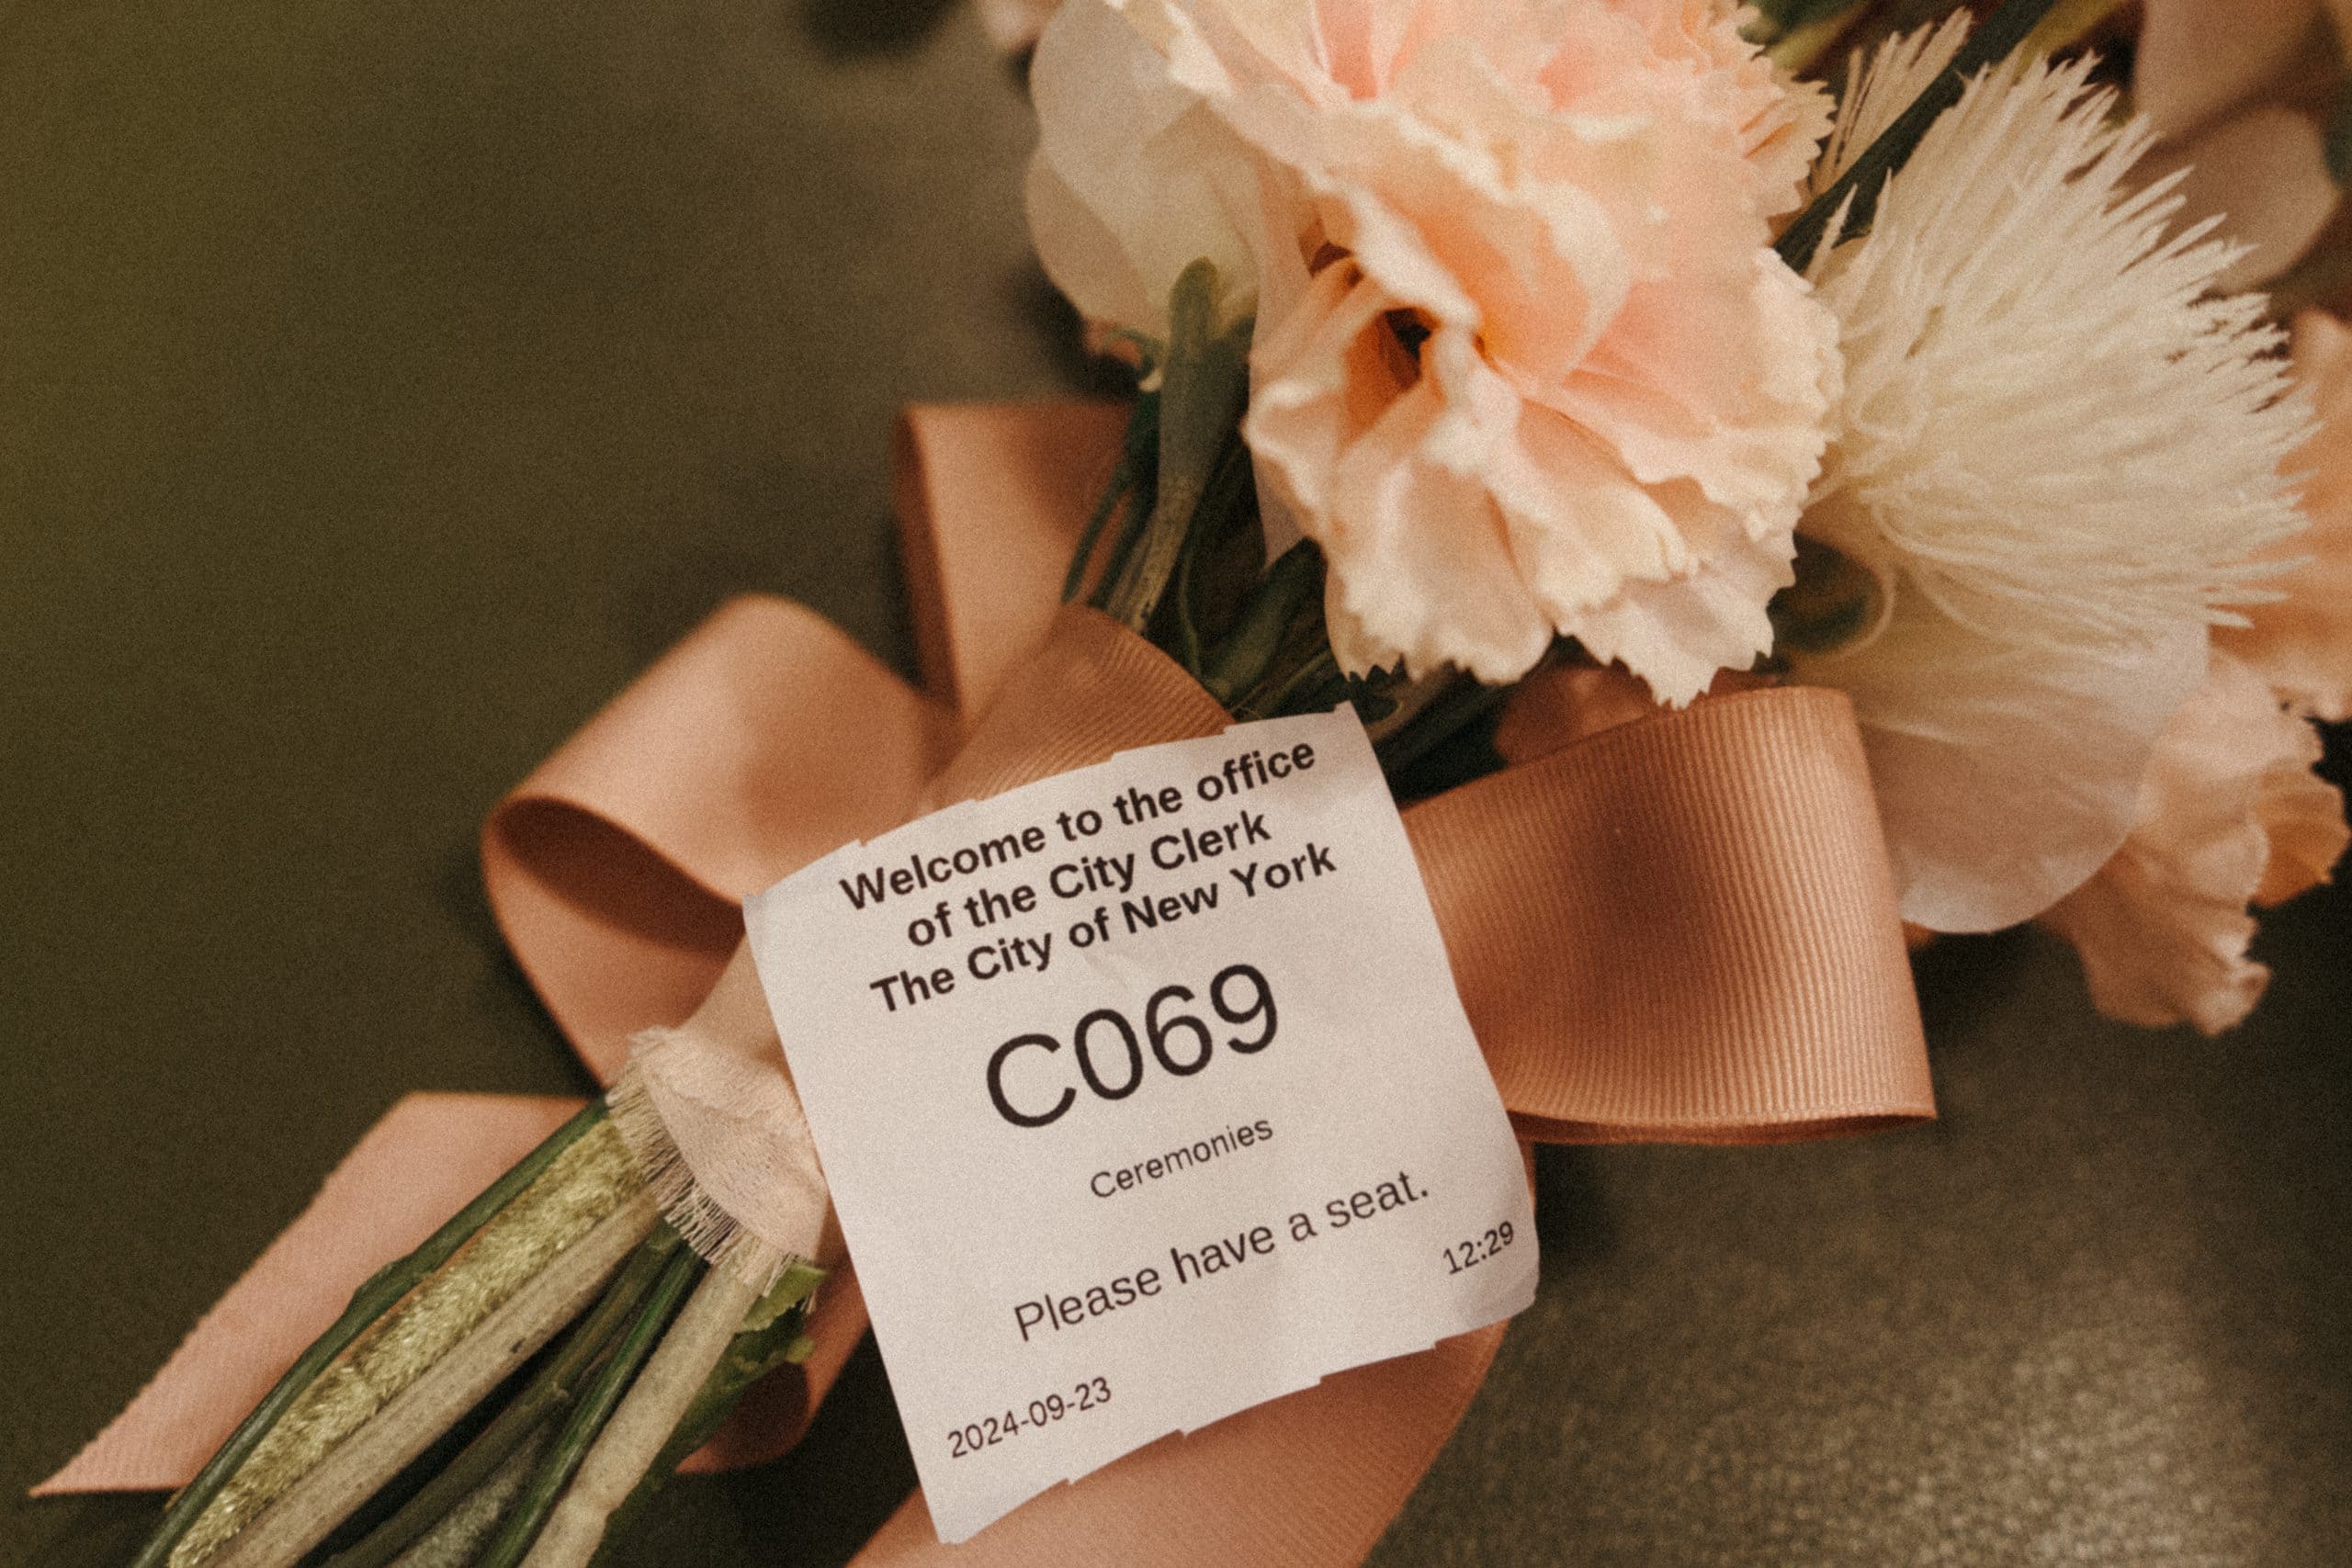 Welcome to the office
of the City Clerk
The City of New York
C069
Ceremonies
Please have a seat.
2024-09-23 12:29